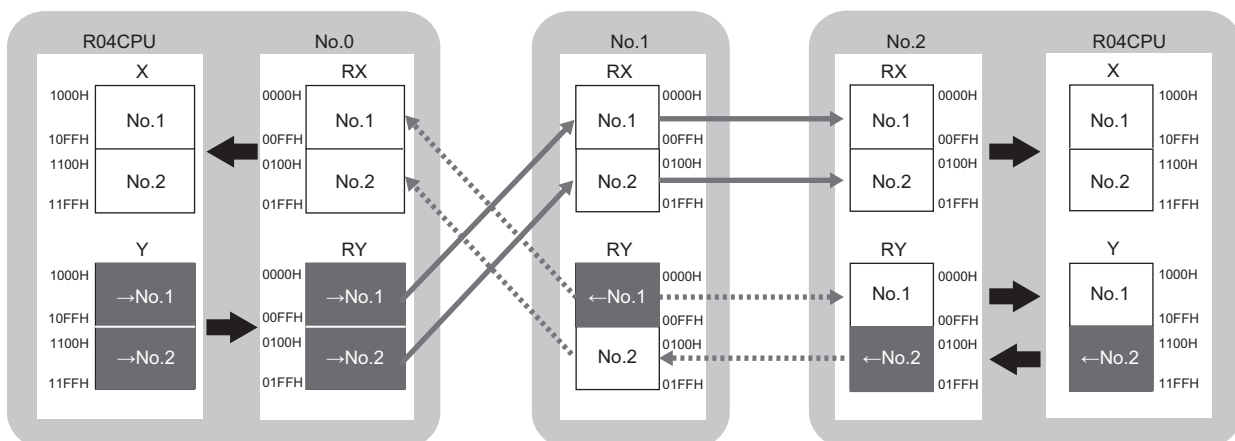 R04CPU No.0 No.1 No.2 R04CPU
X RX RX RX X
1000H 0000H 0000H 0000H 1000H
No.1 No.1 No.1 No.1 No.1
10FFH 00FFH 00FFH 00FFH 10FFH
1100H 0100H 0100H 0100H 1100H
No.2 No.2 No.2 No.2 No.2
11FFH 01FFH 01FFH 01FFH 11FFH
Y RY RY RY Y
1000H 0000H 0000H 0000H 1000H
→No.1 →No.1 ←No.1 No.1 No.1
10FFH 00FFH 00FFH 00FFH 10FFH
1100H 0100H 0100H 0100H 1100H
→No.2 →No.2 No.2 ←No.2 ←No.2
11FFH 01FFH 01FFH 01FFH 11FFH